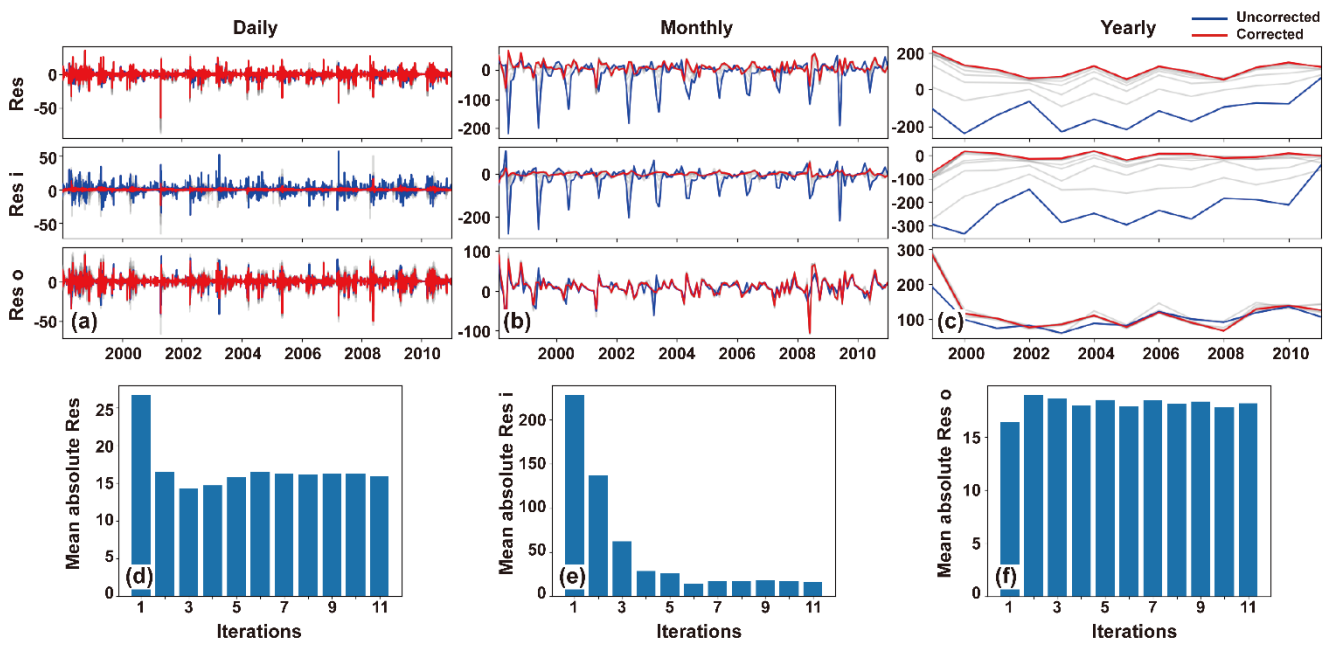 Daily
Monthly
Yearly
Uncorrected
Corrected
Res
0
-50
0
-100
-200
200
0
-200
Res i
50
0
-50
0
-200
0
-100
-200
-300
Res o
0
-50
(a)
100
0
-100
(b)
300
200
100
(c)
2000 2002 2004 2006 2008 2010
2000 2002 2004 2006 2008 2010
2000 2002 2004 2006 2008 2010
Mean absolute Res
25
20
15
10
5
0
(d)
1 3 5 7 9 11
Iterations
Mean absolute Res i
200
150
100
50
0
(e)
1 3 5 7 9 11
Iterations
Mean absolute Res o
15
10
5
0
(f)
1 3 5 7 9 11
Iterations